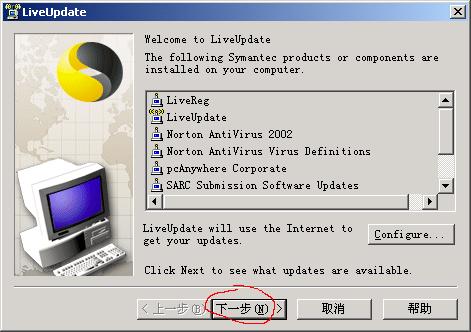 LiveUpdate
Welcome to LiveUpdate
The following Symantec products or components are
installed on your computer.
LiveReg
LiveUpdate
Norton AntiVirus 2002
Norton AntiVirus Virus Definitions
pcAnywhere Corporate
SARC Submission Software Updates
LiveUpdate will use the Internet to
get your updates.
Configure...
Click Next to see what updates are available.
< 上一步(B) 下一步(N) > 取消 帮助